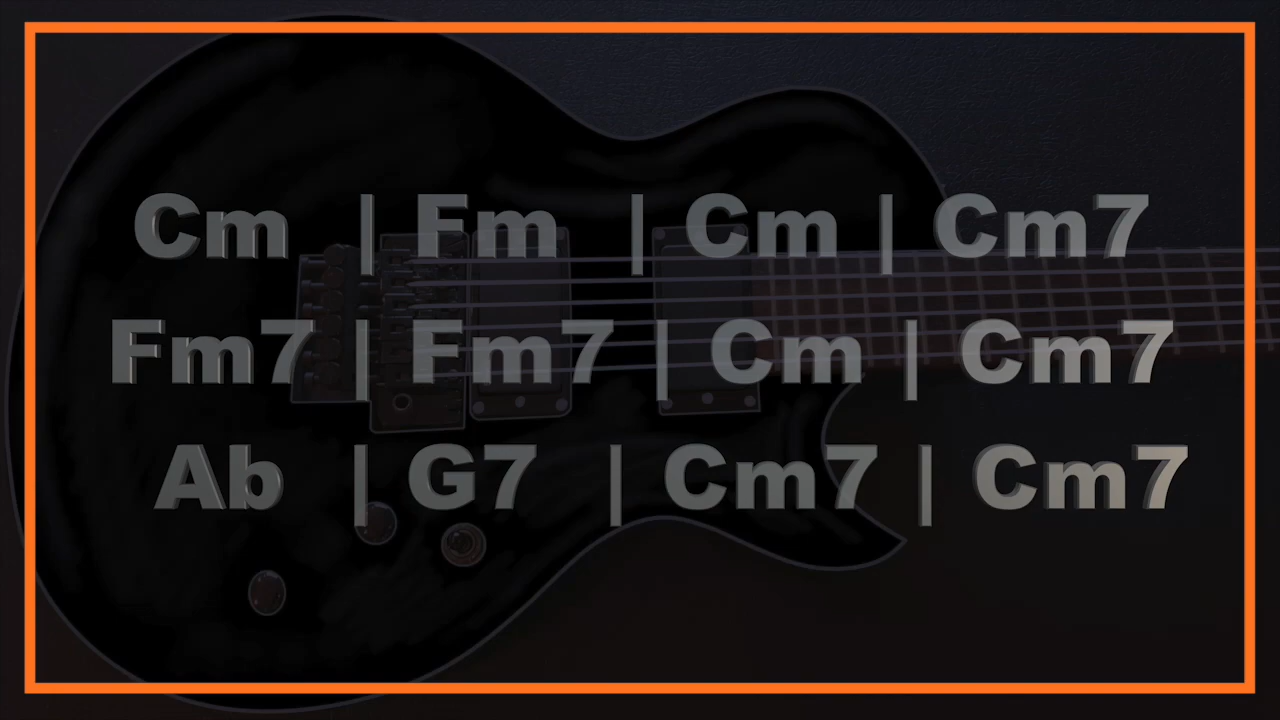 Cm | Fm | Cm | Cm7
Fm7 | Fm7 | Cm | Cm7
Ab | G7 | Cm7 | Cm7